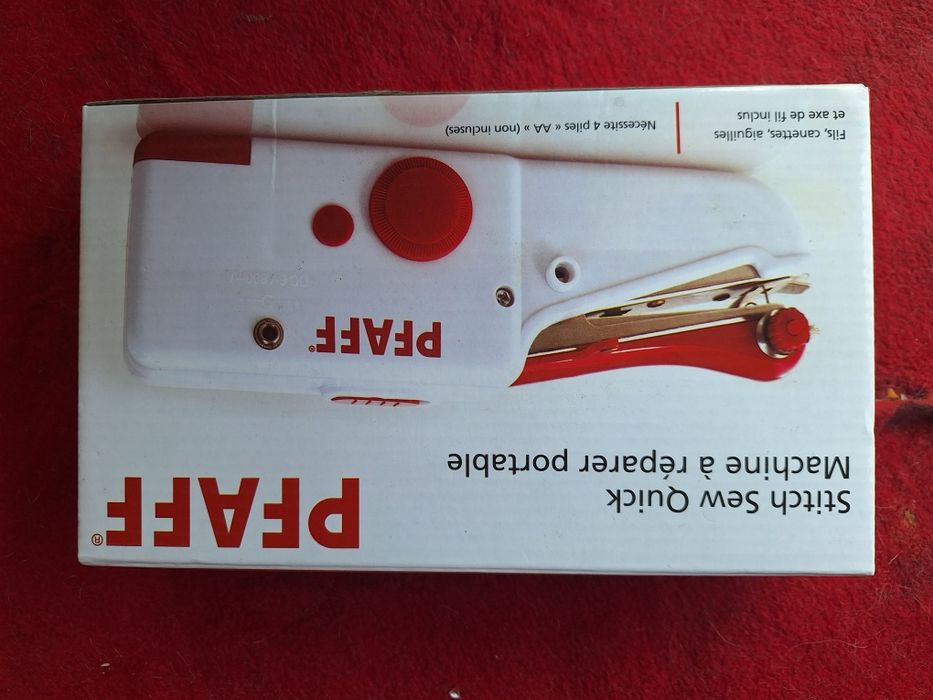 Stitch Sew Quick
Machine à réparer portable
PFAFF®
PFAFF®
Fils, canettes, aiguilles
et axe de fil inclus
Nécessite 4 piles « AA » (non incluses)